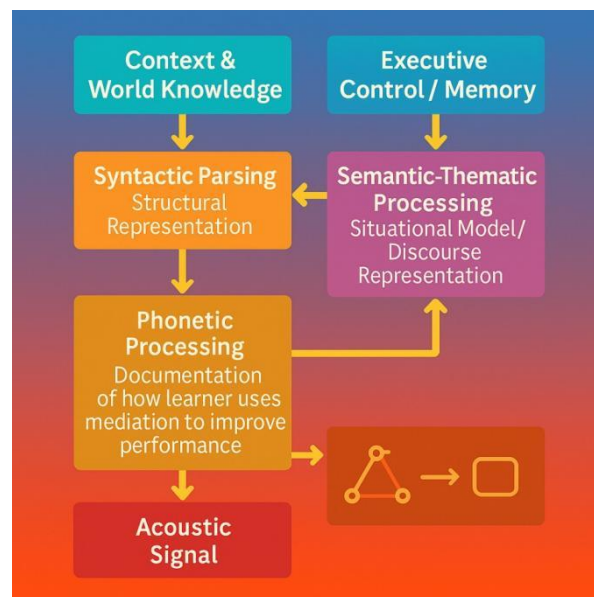 Context &
World Knowledge
Executive
Control / Memory
Syntactic Parsing
Structural
Representation
Semantic-Thematic
Processing
Situational Model/
Discourse
Representation
Phonetic
Processing
Documentation
of how learner uses
mediation to improve
performance
Acoustic
Signal